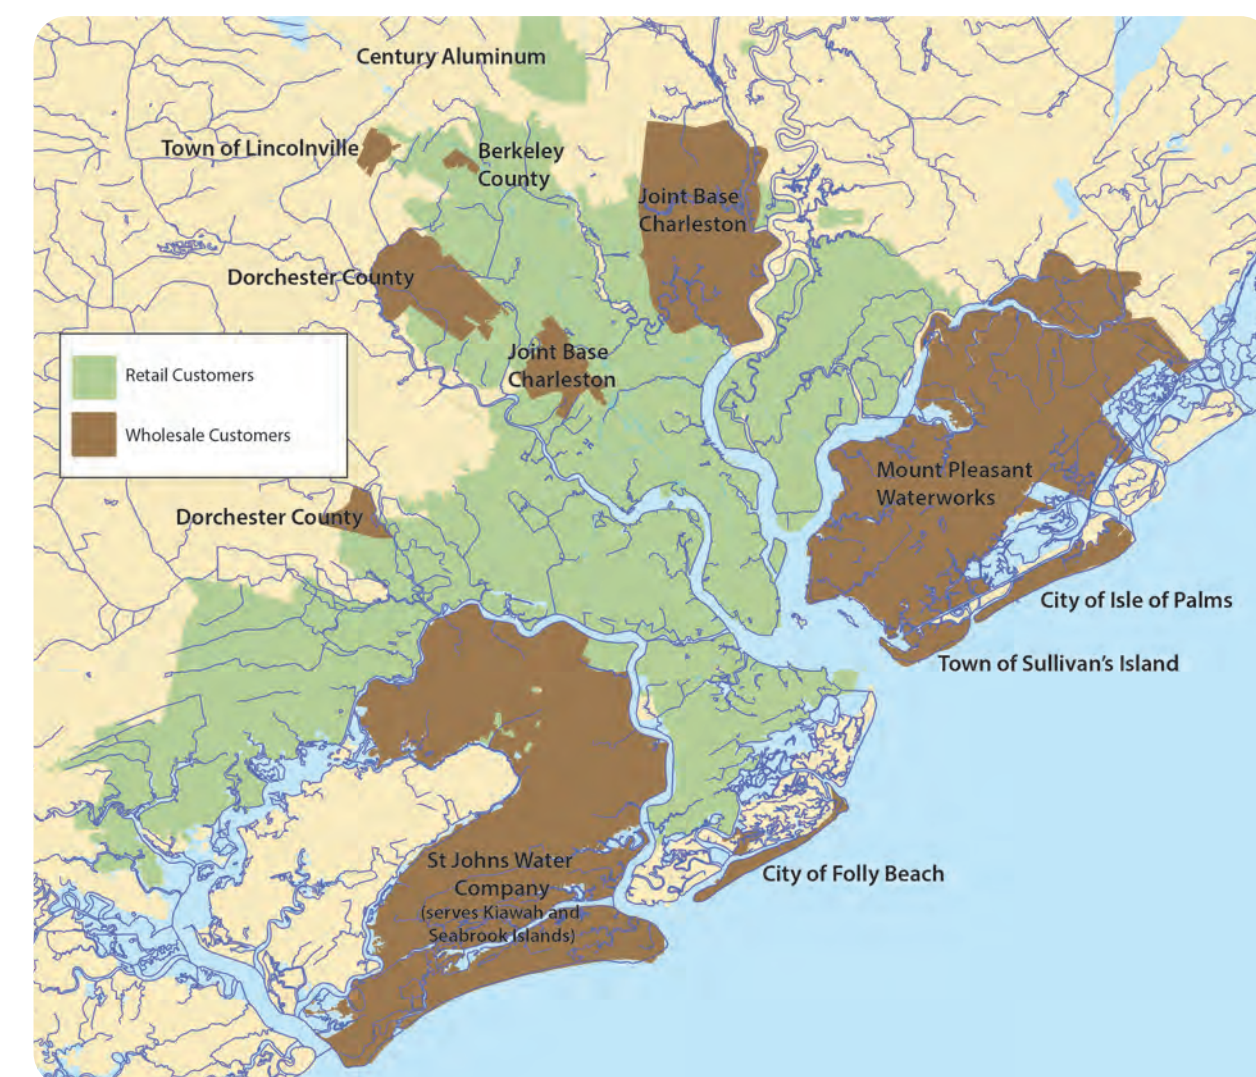 Century Aluminum
Town of Lincolnville
Berkeley
County
Joint Base
Charleston
Dorchester County
Joint Base
Charleston
Retail Customers
Wholesale Customers
Mount Pleasant
Waterworks
Dorchester County
City of Isle of Palms
Town of Sullivan's Island
St Johns Water
Company
(serves Kiawah and
Seabrook Islands)
City of Folly Beach